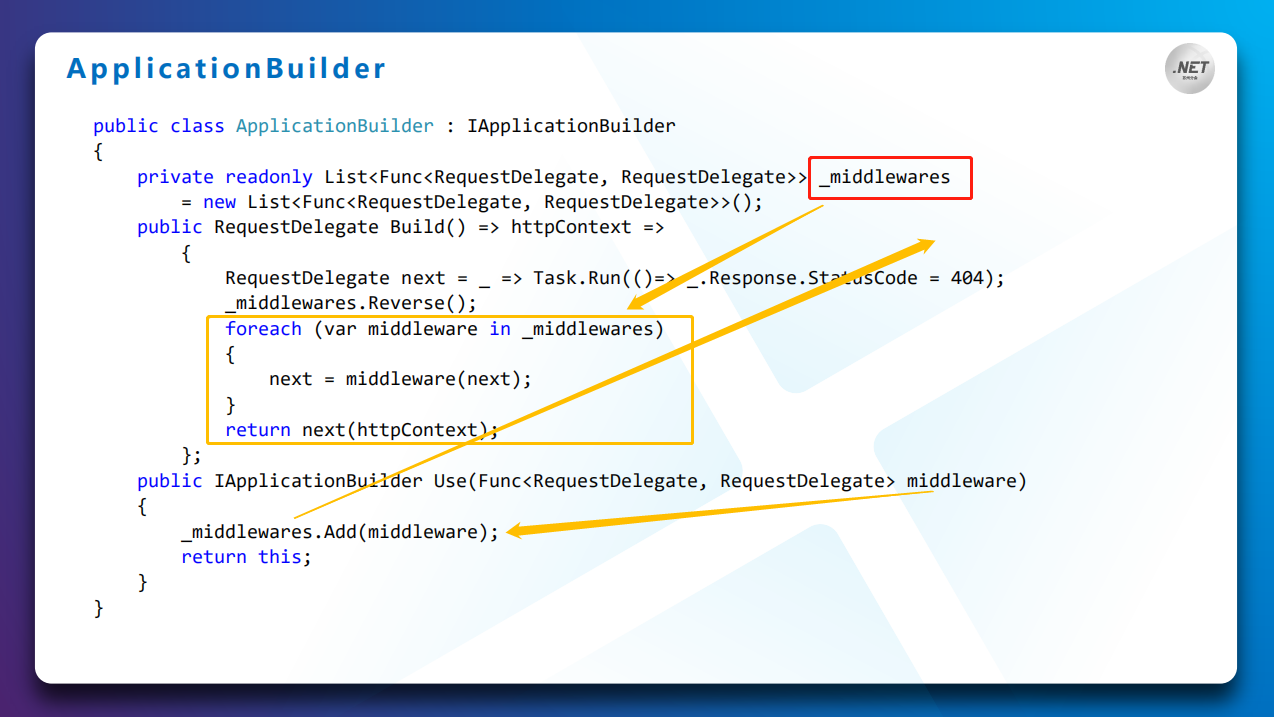 ApplicationBuilder
.NET
public class ApplicationBuilder : IApplicationBuilder
{
private readonly List<Func<RequestDelegate, RequestDelegate>> _middlewares
= new List<Func<RequestDelegate, RequestDelegate>>();
public RequestDelegate Build() => httpContext =>
{
RequestDelegate next = _ => Task.Run(()=> _.Response.StatusCode = 404);
_middlewares.Reverse();
foreach (var middleware in _middlewares)
{
next = middleware(next);
}
return next(httpContext);
};
public IApplicationBuilder Use(Func<RequestDelegate, RequestDelegate> middleware)
{
_middlewares.Add(middleware);
return this;
}
}